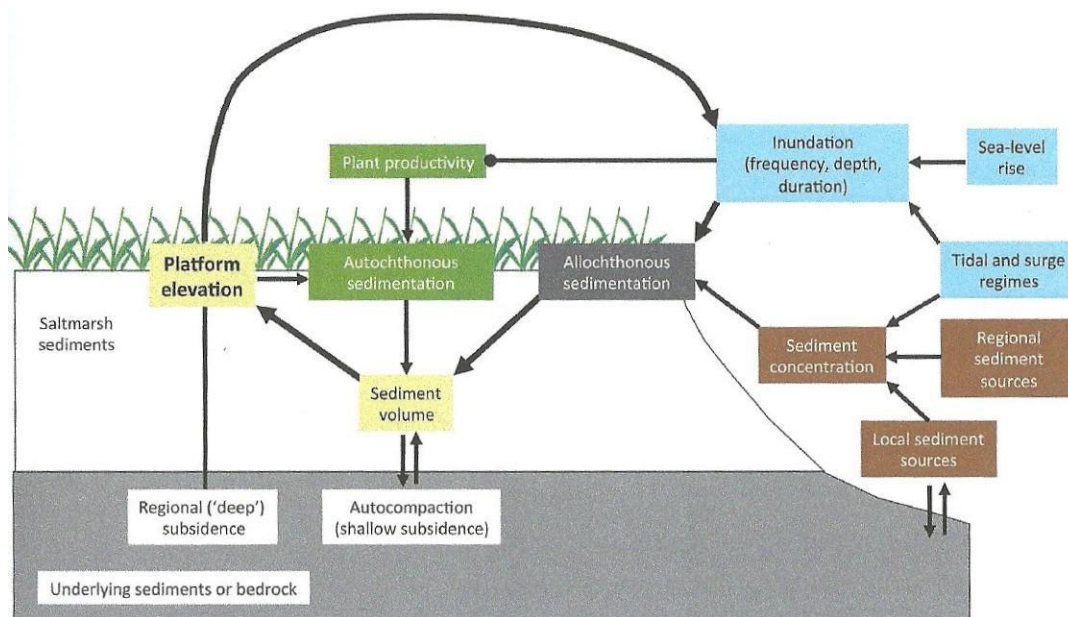 Inundation
(frequency, depth,
duration)
Sea-level
rise
Plant productivity
Platform
elevation
Autochthonous
sedimentation
Allochthonous
sedimentation
Tidal and surge
regimes
Saltmarsh
sediments
Sediment
concentration
Regional
sediment
sources
Sediment
volume
Local sediment
sources
Regional (‘deep’)
subsidence
Autocompaction
(shallow subsidence)
Underlying sediments or bedrock